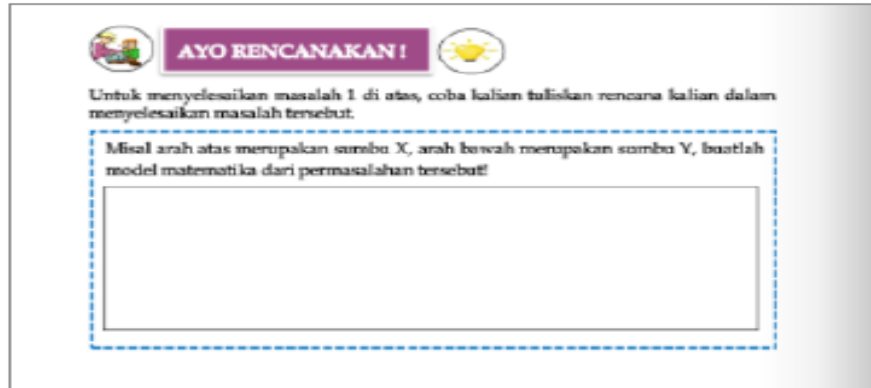 AYO RENCANAKAN !
Untuk menyelesaikan masalah 1 di atas, coba kalian tuliskan rencana kalian dalam
menyelesaikan masalah tersebut.
Misal arah atas merupakan sumbu X, arah bawah merupakan sumbu Y, buatlah
model matematika dari permasalahan tersebut!